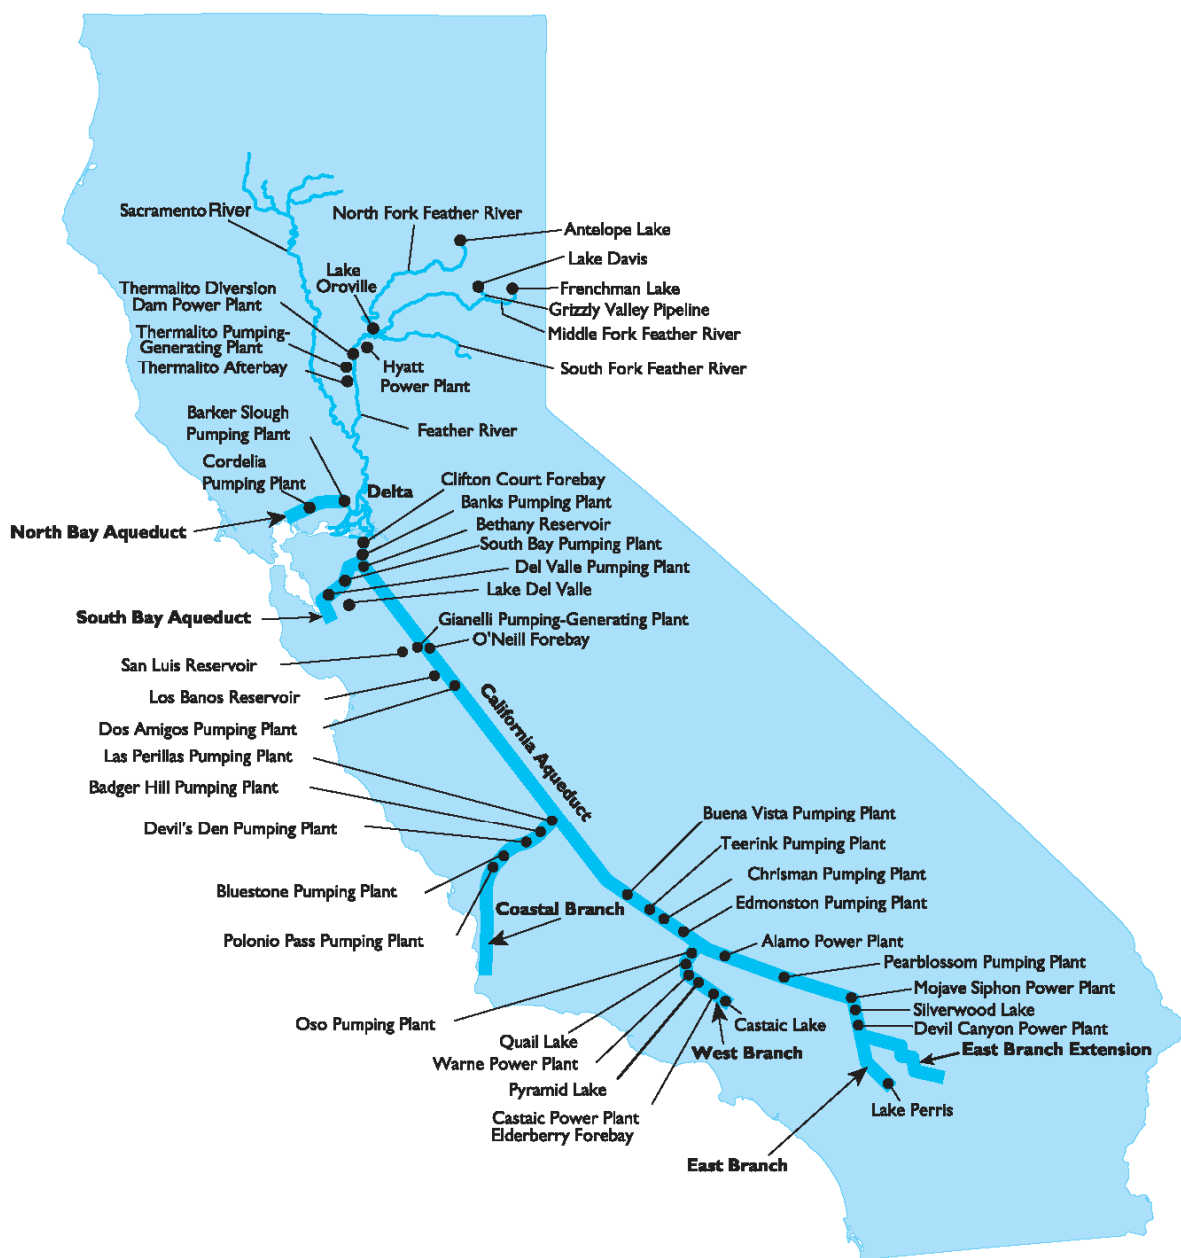 Sacramento River
North Fork Feather River
Antelope Lake
Lake Davis
Lake
Oroville
Thermalito Diversion
Dam Power Plant
Frenchman Lake
Grizzly Valley Pipeline
Middle Fork Feather River
Thermalito Pumping-
Generating Plant
Thermalito Afterbay
Hyatt
Power Plant
South Fork Feather River
Barker Slough
Pumping Plant
Feather River
Cordelia
Pumping Plant
Delta
Clifton Court Forebay
Banks Pumping Plant
Bethany Reservoir
North Bay Aqueduct
South Bay Pumping Plant
Del Valle Pumping Plant
Lake Del Valle
South Bay Aqueduct
Gianelli Pumping-Generating Plant
O'Neill Forebay
San Luis Reservoir
Los Banos Reservoir
Dos Amigos Pumping Plant
California Aqueduct
Las Perillas Pumping Plant
Badger Hill Pumping Plant
Devil's Den Pumping Plant
Buena Vista Pumping Plant
Teerink Pumping Plant
Chrisman Pumping Plant
Bluestone Pumping Plant
Edmonston Pumping Plant
Coastal Branch
Polonio Pass Pumping Plant
Alamo Power Plant
Pearblossom Pumping Plant
Mojave Siphon Power Plant
Silverwood Lake
Devil Canyon Power Plant
Oso Pumping Plant
Castaic Lake
Quail Lake
West Branch
East Branch Extension
Warne Power Plant
Pyramid Lake
Lake Perris
Castaic Power Plant
Elderberry Forebay
East Branch